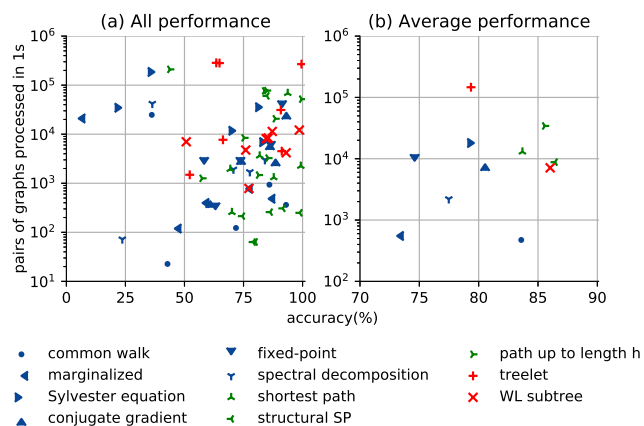 (a) All performance
(b) Average performance
pairs of graphs processed in 1s
10^6
10^5
10^4
10^3
10^2
10^1
0 25 50 75 100
10^6
10^5
10^4
10^3
10^2
70 75 80 85 90
accuracy(%)
common walk
marginalized
Sylvester equation
conjugate gradient
fixed-point
spectral decomposition
shortest path
structural SP
path up to length h
treelet
WL subtree